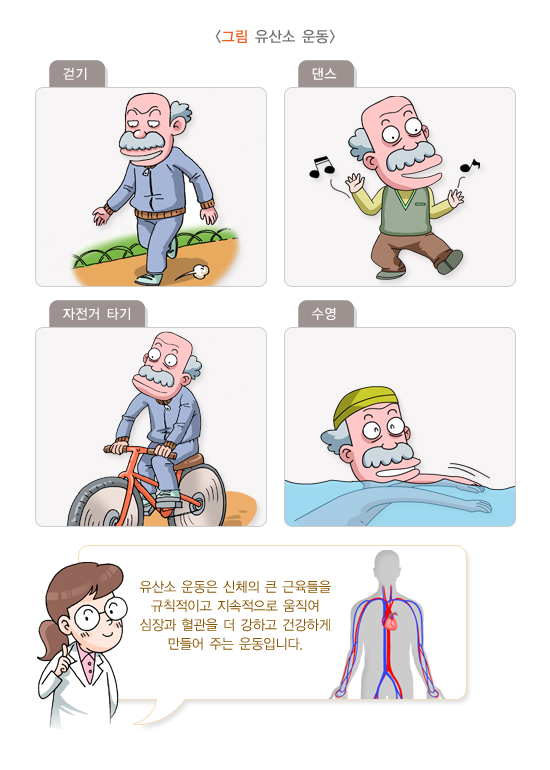 <그림 유산소 운동>
걷기
댄스
자전거 타기
수영
유산소 운동은 신체의 큰 근육들을
규칙적이고 지속적으로 움직여
심장과 혈관을 더 강하고 건강하게
만들어 주는 운동입니다.